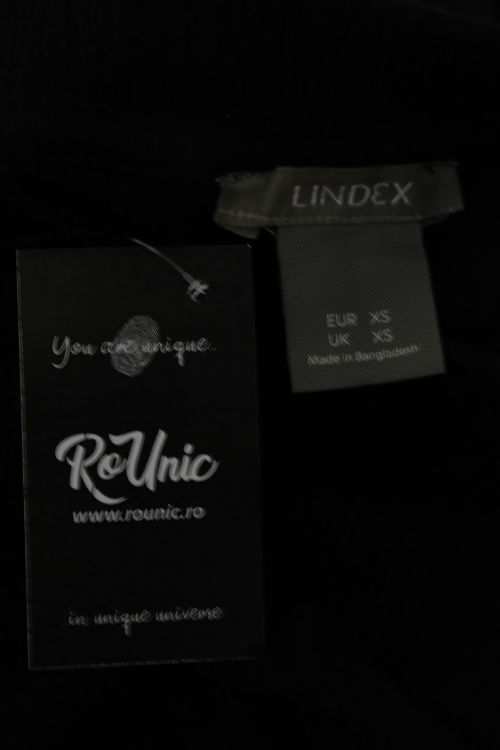 LINDEX
EUR XS
UK XS
Made in Bangladesh
You are unique
RoUnic
www.rounic.ro
in unique universe